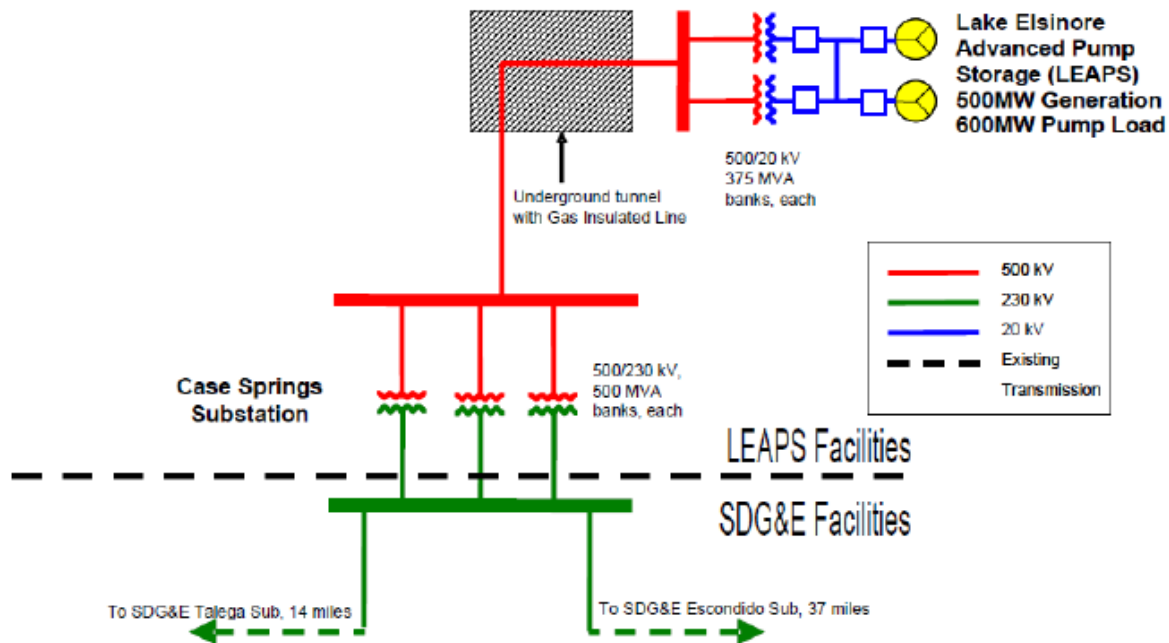 Lake Elsinore
Advanced Pump
Storage (LEAPS)
500MW Generation
600MW Pump Load
500/20 kV
375 MVA
banks, each
Underground tunnel
with Gas Insulated Line
500 kV
230 kV
20 kV
Existing
Transmission
Case Springs
Substation
500/230 kV,
500 MVA
banks, each
LEAPS Facilities
SDG&E Facilities
To SDG&E Talega Sub, 14 miles
To SDG&E Escondido Sub, 37 miles